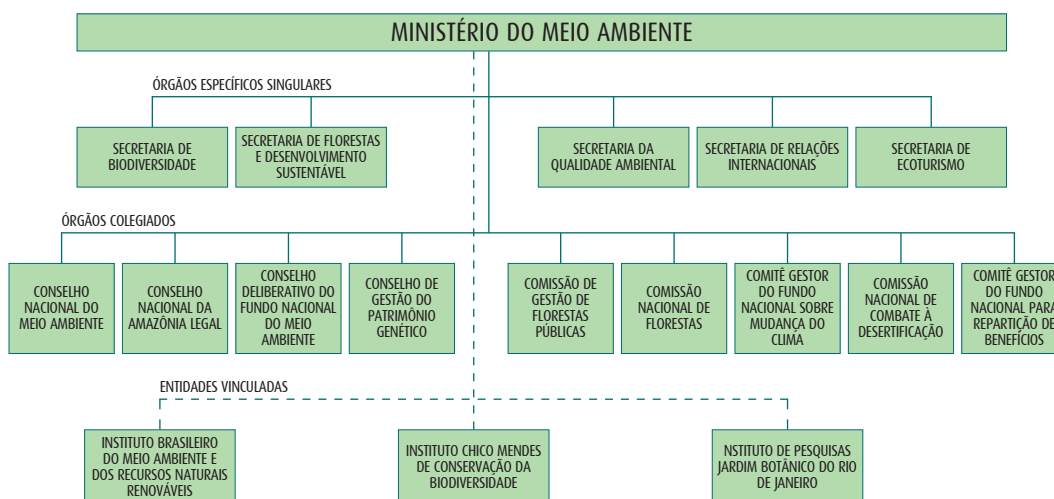 MINISTÉRIO DO MEIO AMBIENTE
ÓRGÃOS ESPECÍFICOS SINGULARES
SECRETARIA DE
BIODIVERSIDADE
SECRETARIA DE FLORESTAS
E DESENVOLVIMENTO
SUSTENTÁVEL
SECRETARIA DA
QUALIDADE AMBIENTAL
SECRETARIA DE RELAÇÕES
INTERNACIONAIS
SECRETARIA DE
ECOTURISMO
ÓRGÃOS COLEGIADOS
CONSELHO
NACIONAL DO
MEIO AMBIENTE
CONSELHO
NACIONAL DA
AMAZÔNIA LEGAL
CONSELHO
DELIBERATIVO DO
FUNDO NACIONAL
DO MEIO
AMBIENTE
CONSELHO DE
GESTÃO DO
PATRIMÔNIO
GENÉTICO
COMISSÃO DE
GESTÃO DE
FLORESTAS
PÚBLICAS
COMISSÃO
NACIONAL DE
FLORESTAS
COMITÊ GESTOR
DO FUNDO
NACIONAL SOBRE
MUDANÇA DO
CLIMA
COMISSÃO
NACIONAL DE
COMBATE À
DESERTIFICAÇÃO
COMITÊ GESTOR
DO FUNDO
NACIONAL PARA
REPARTIÇÃO DE
BENEFÍCIOS
ENTIDADES VINCULADAS
INSTITUTO BRASILEIRO
DO MEIO AMBIENTE E
DOS RECURSOS NATURAIS
RENOVÁVEIS
INSTITUTO CHICO MENDES
DE CONSERVAÇÃO DA
BIODIVERSIDADE
NSTITUTO DE PESQUISAS
JARDIM BOTÂNICO DO RIO
DE JANEIRO